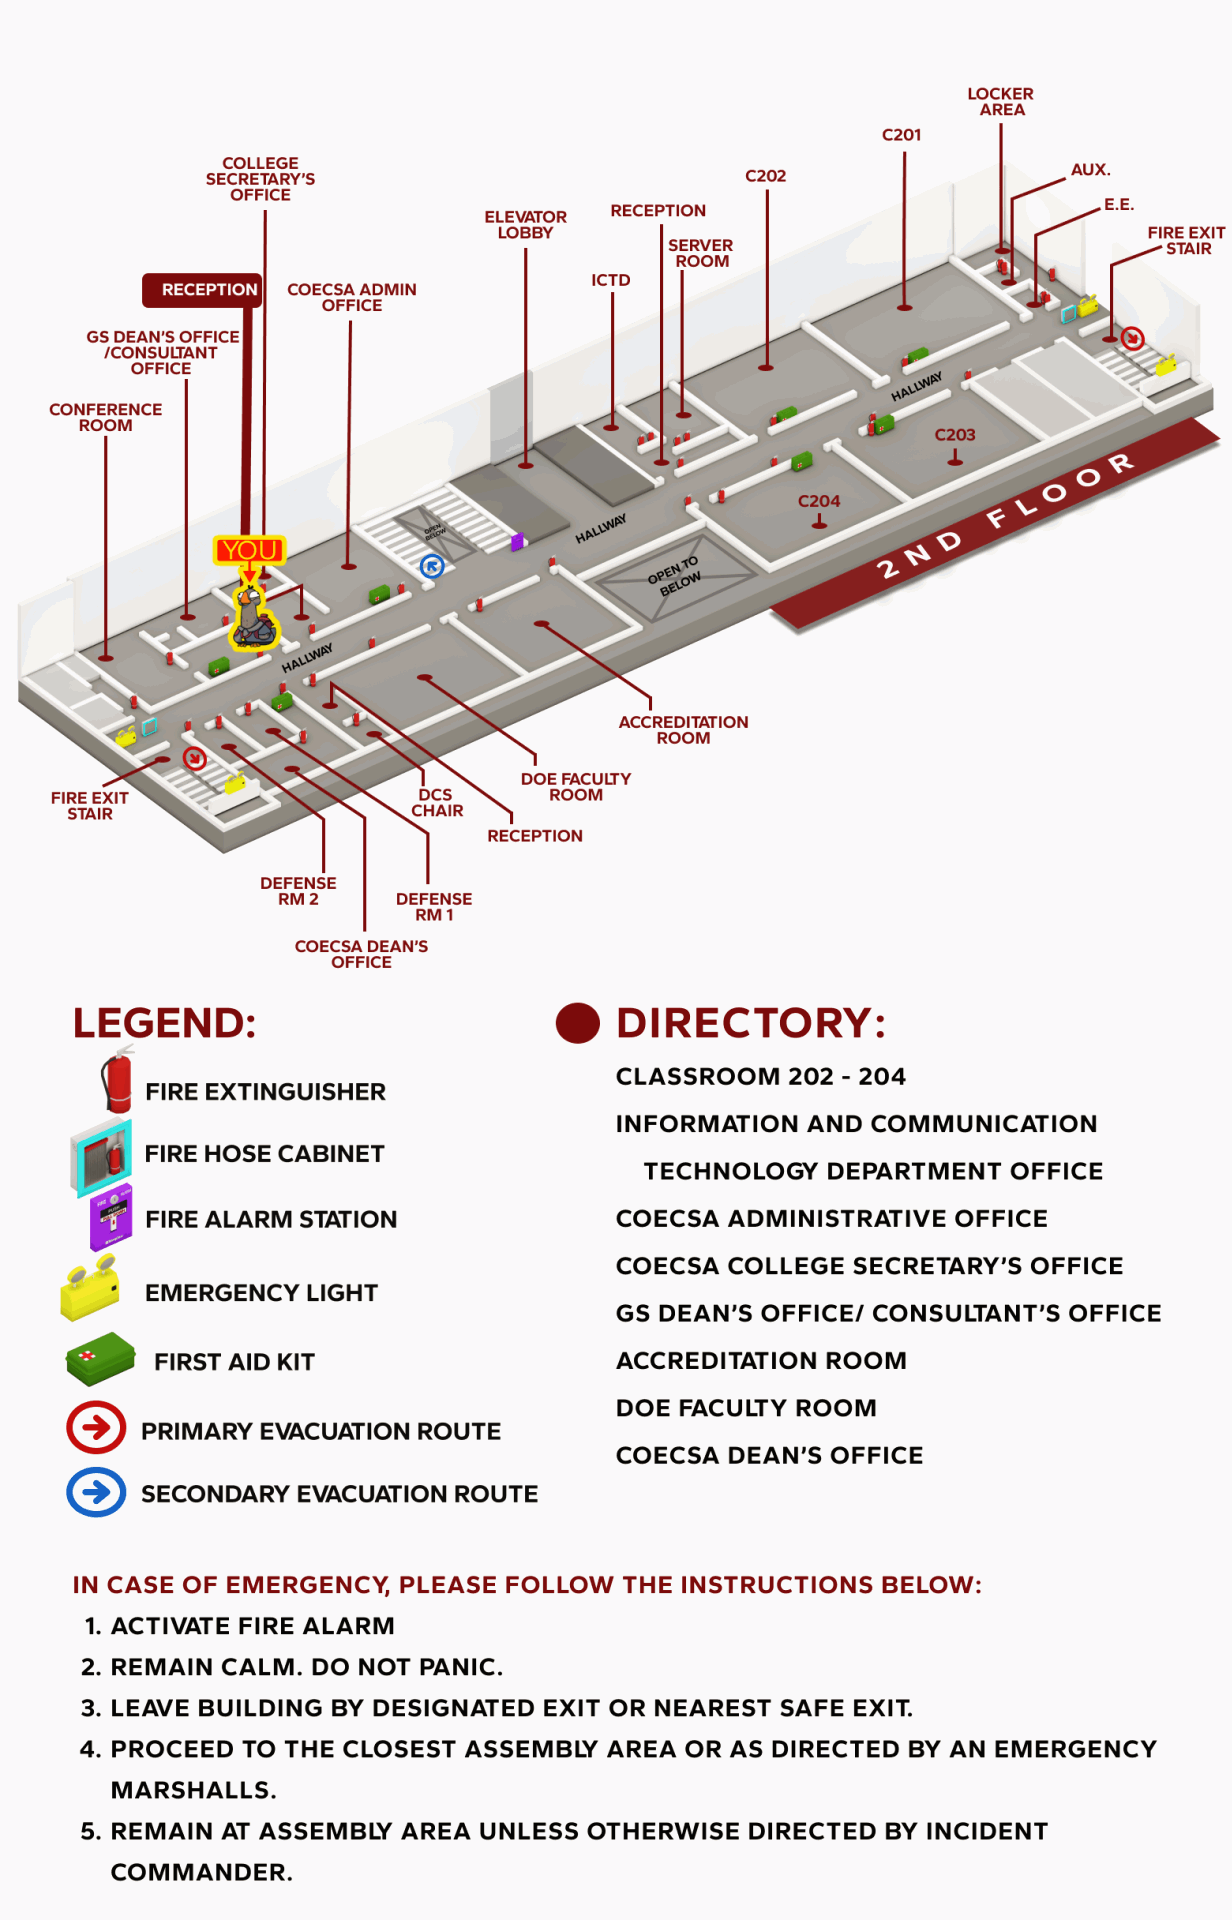 LOCKER
AREA
C201
COLLEGE
SECRETARY'S
OFFICE
C202
AUX.
E.E.
ELEVATOR
LOBBY
RECEPTION
FIRE EXIT
STAIR
SERVER
ROOM
RECEPTION
COECSA ADMIN
OFFICE
ICTD
GS DEAN'S OFFICE
/CONSULTANT
OFFICE
CONFERENCE
ROOM
HALLWAY
C203
2ND FLOOR
C204
OPEN
BELOW
HALLWAY
YOU
OPEN TO
BELOW
HALLWAY
ACCREDITATION
ROOM
DOE FACULTY
ROOM
FIRE EXIT
STAIR
DCS
CHAIR
RECEPTION
DEFENSE
RM 2
DEFENSE
RM 1
COECSA DEAN'S
OFFICE
LEGEND:
FIRE EXTINGUISHER
FIRE HOSE CABINET
FIRE ALARM STATION
EMERGENCY LIGHT
FIRST AID KIT
PRIMARY EVACUATION ROUTE
SECONDARY EVACUATION ROUTE
DIRECTORY:
CLASSROOM 202 - 204
INFORMATION AND COMMUNICATION
TECHNOLOGY DEPARTMENT OFFICE
COECSA ADMINISTRATIVE OFFICE
COECSA COLLEGE SECRETARY'S OFFICE
GS DEAN'S OFFICE/ CONSULTANT'S OFFICE
ACCREDITATION ROOM
DOE FACULTY ROOM
COECSA DEAN'S OFFICE
IN CASE OF EMERGENCY, PLEASE FOLLOW THE INSTRUCTIONS BELOW:
1. ACTIVATE FIRE ALARM
2. REMAIN CALM. DO NOT PANIC.
3. LEAVE BUILDING BY DESIGNATED EXIT OR NEAREST SAFE EXIT.
4. PROCEED TO THE CLOSEST ASSEMBLY AREA OR AS DIRECTED BY AN EMERGENCY
MARSHALLS.
5. REMAIN AT ASSEMBLY AREA UNLESS OTHERWISE DIRECTED BY INCIDENT
COMMANDER.